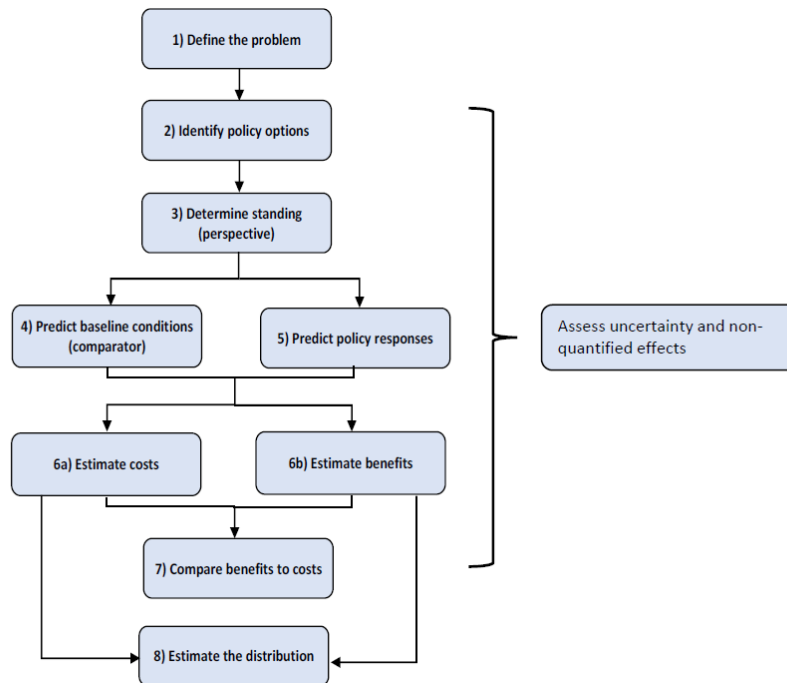 1) Define the problem
2) Identify policy options
3) Determine standing
(perspective)
4) Predict baseline conditions
(comparator)
5) Predict policy responses
Assess uncertainty and non-
quantified effects
6a) Estimate costs
6b) Estimate benefits
7) Compare benefits to costs
8) Estimate the distribution